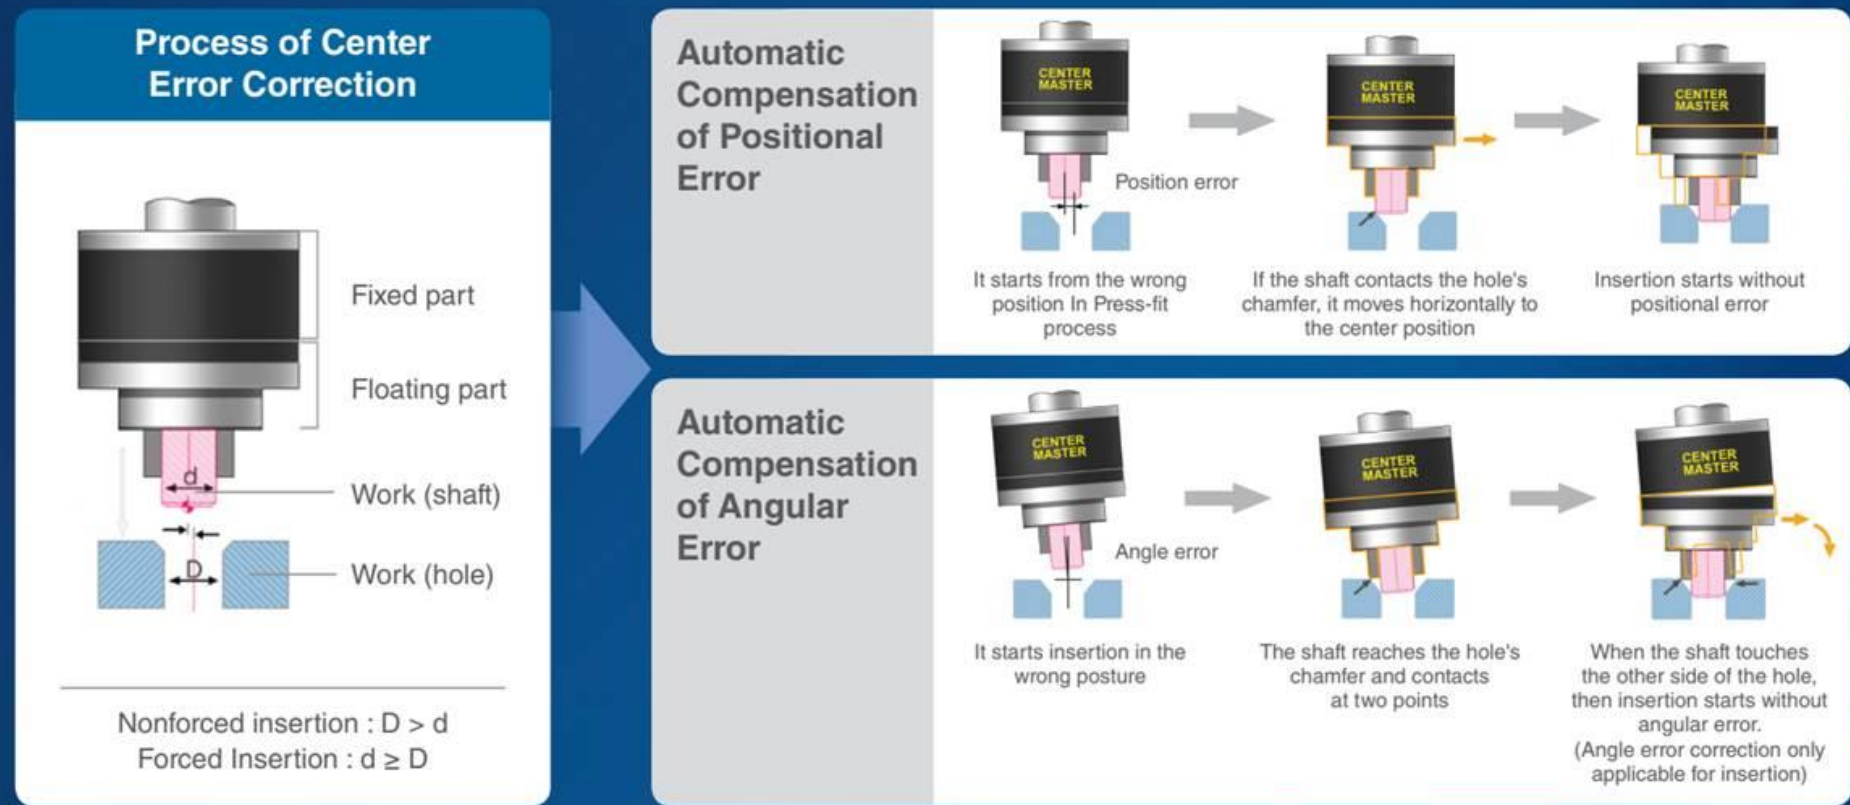 Process of Center
Error Correction
Fixed part
Floating part
d
Work (shaft)
D
Work (hole)
Nonforced insertion : D > d
Forced Insertion : d ≥ D
Automatic
Compensation
of Positional
Error
CENTER
MASTER
Position error
It starts from the wrong
position In Press-fit
process
CENTER
MASTER
If the shaft contacts the hole's
chamfer, it moves horizontally to
the center position
CENTER
MASTER
Insertion starts without
positional error
Automatic
Compensation
of Angular
Error
CENTER
MASTER
Angle error
It starts insertion in the
wrong posture
CENTER
MASTER
The shaft reaches the hole's
chamfer and contacts
at two points
CENTER
MASTER
When the shaft touches
the other side of the hole,
then insertion starts without
angular error.
(Angle error correction only
applicable for insertion)